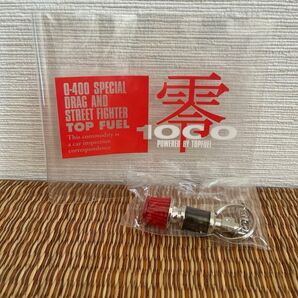 0-400 SPECIAL
DRAG AND
STREET FIGHTER
TOP FUEL
This commodity is
a car inspection
correspondence
零
1000
POWERED BY TOPFUEL